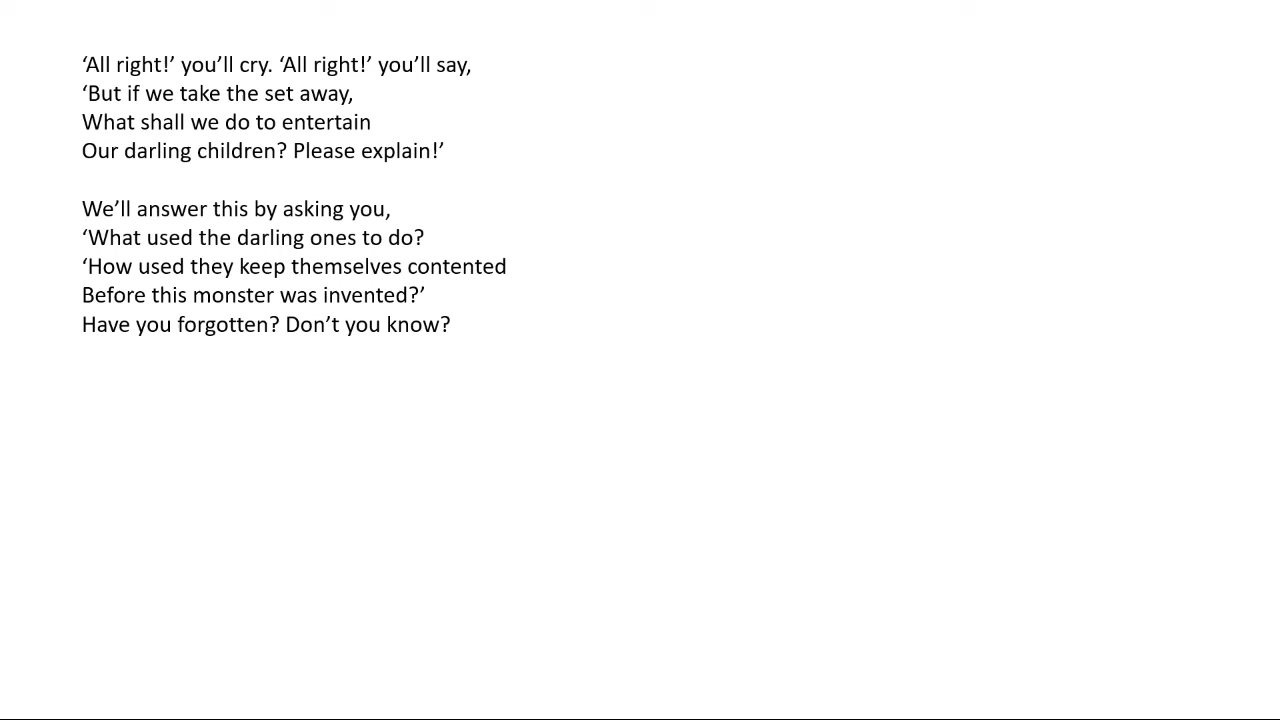 ‘All right!’ you’ll cry. ‘All right!’ you’ll say,
‘But if we take the set away,
What shall we do to entertain
Our darling children? Please explain!’

We’ll answer this by asking you,
‘What used the darling ones to do?
‘How used they keep themselves contented
Before this monster was invented?’
Have you forgotten? Don’t you know?